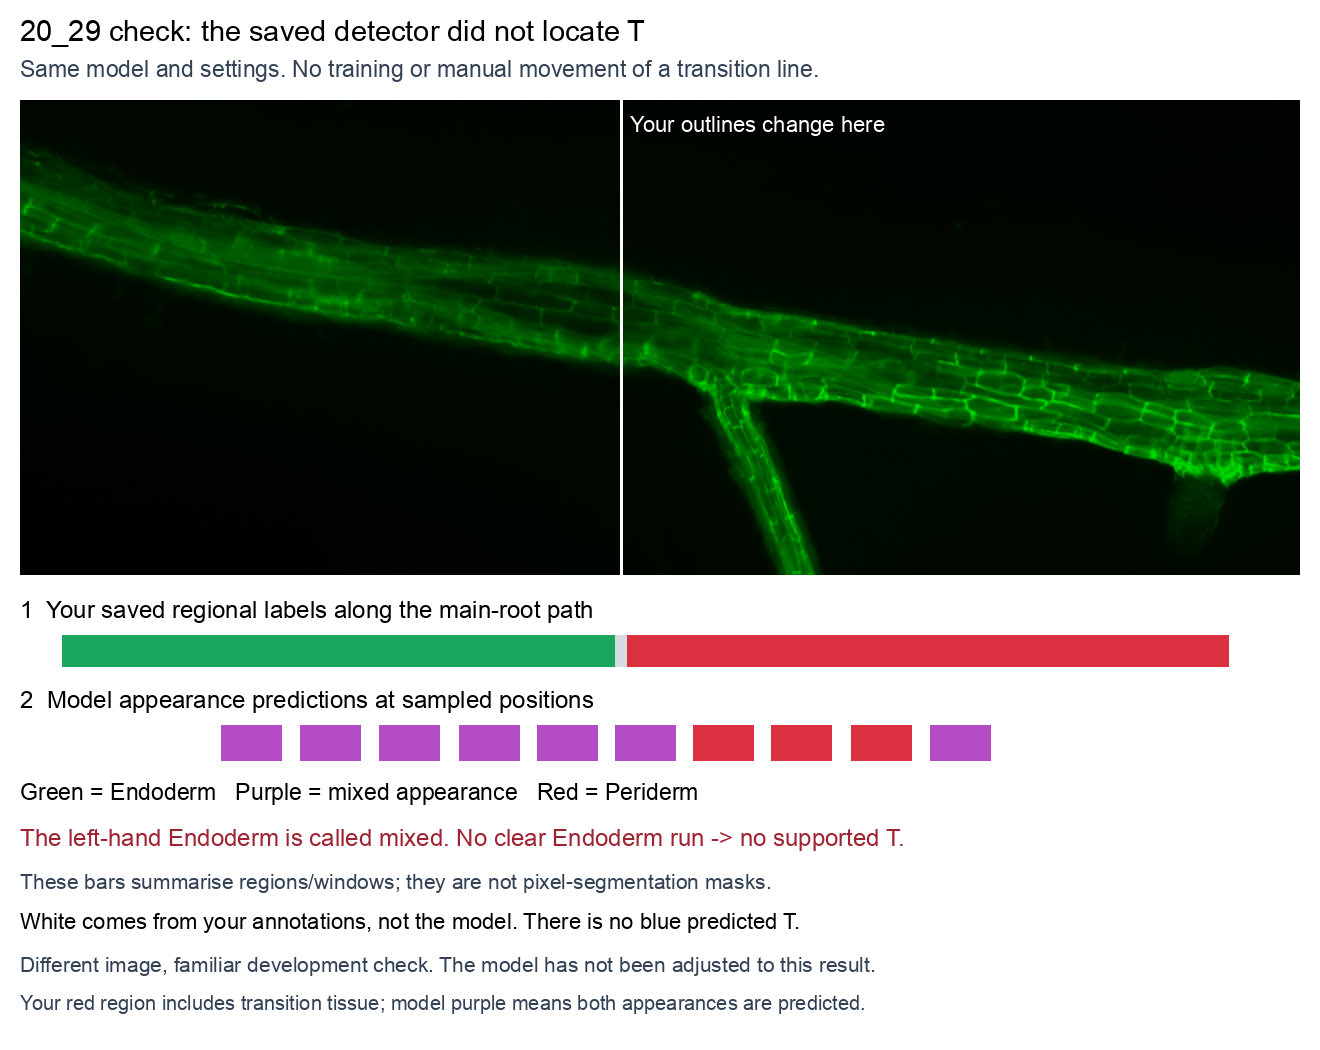 20_29 check: the saved detector did not locate T
Same model and settings. No training or manual movement of a transition line.
Your outlines change here
1 Your saved regional labels along the main-root path
2 Model appearance predictions at sampled positions
Green = Endoderm Purple = mixed appearance Red = Periderm
The left-hand Endoderm is called mixed. No clear Endoderm run -> no supported T.
These bars summarise regions/windows; they are not pixel-segmentation masks.
White comes from your annotations, not the model. There is no blue predicted T.
Different image, familiar development check. The model has not been adjusted to this result.
Your red region includes transition tissue; model purple means both appearances are predicted.